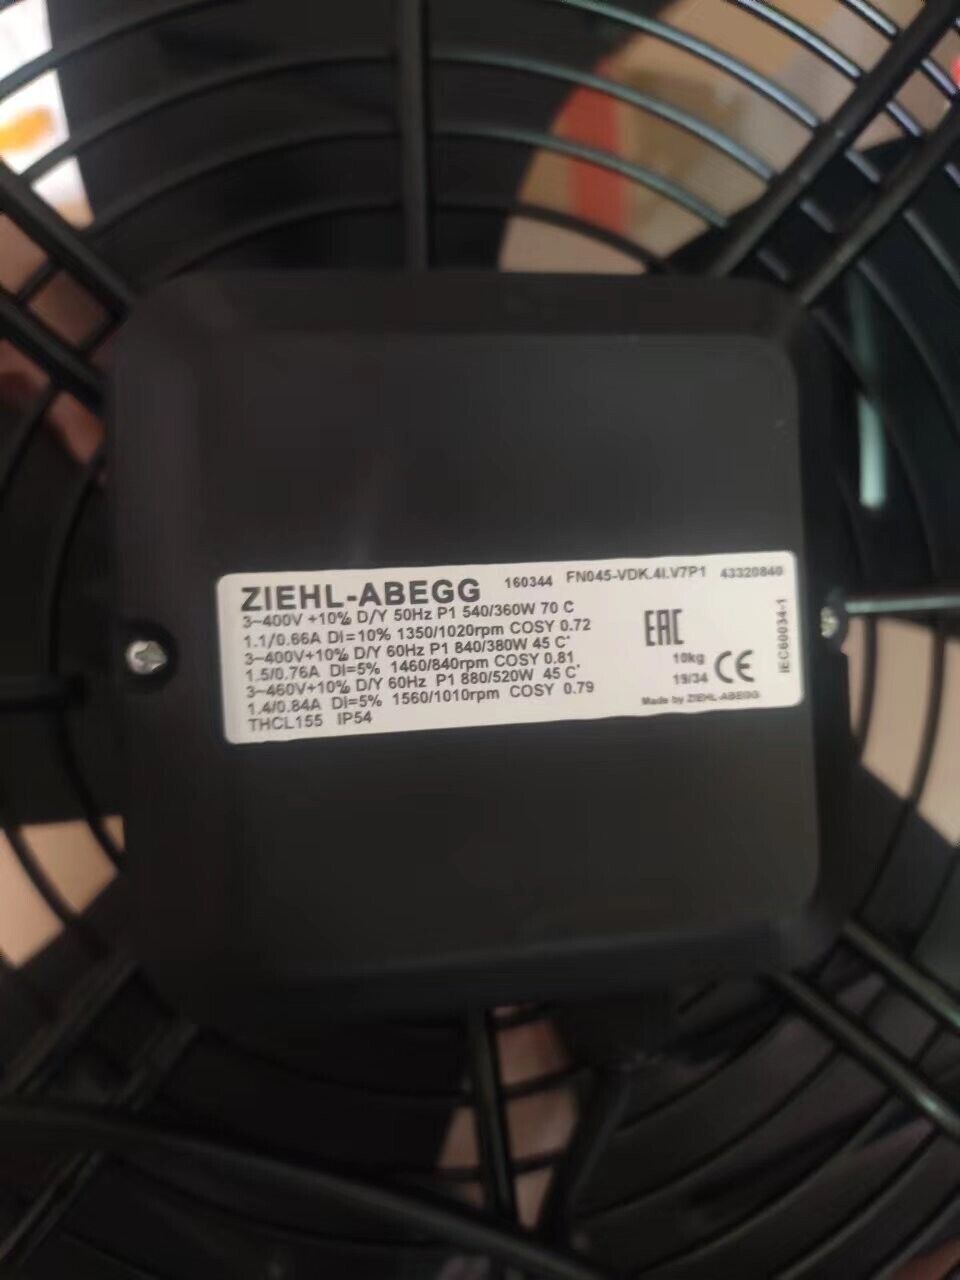 ZIEHL-ABEGG 160344 FN045-VDK.4I.V7P1 43320840
3~400V +10% D/Y 50Hz P1 540/360W 70 C
1.1/0.66A DI=10% 1350/1020rpm COSY 0.72
3~400V+10% D/Y 60Hz P1 840/380W 45 C
1.5/0.76A DI=5% 1460/840rpm COSY 0.81
3~460V+10% D/Y 60Hz P1 880/520W 45 C
1.4/0.84A DI=5% 1560/1010rpm COSY 0.79
THCL155 IP54
EAC
10kg
19/34 CE
Made by ZIEHL-ABEGG
IEC60034-1